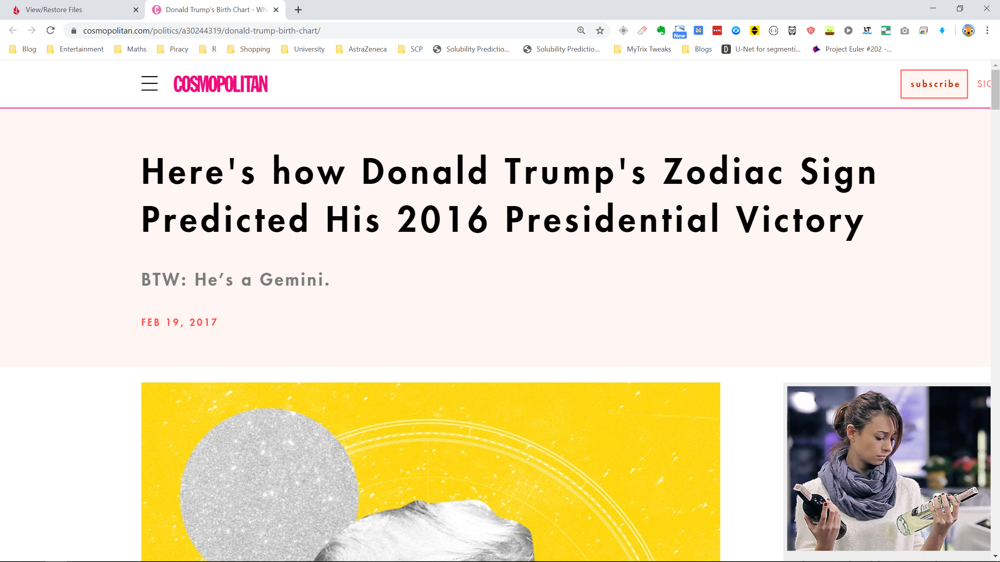 View/Restore Files
Donald Trump's Birth Chart - Wh
cosmopolitan.com/politics/a30244319/donald-trump-birth-chart/
New
LT
Blog Entertainment Maths Piracy R Shopping University AstraZeneca SCP Solubility Predictio... Solubility Predictio... MyTrix Tweaks Blogs U-Net for segmenti... Project Euler #202 -...
COSMOPOLITAN
subscribe
SIG
Here's how Donald Trump's Zodiac Sign
Predicted His 2016 Presidential Victory
BTW: He’s a Gemini.
FEB 19, 2017